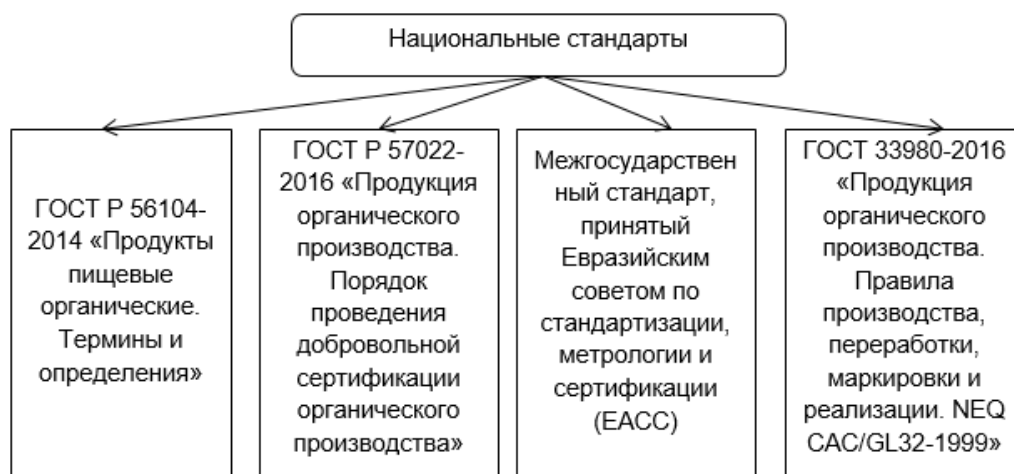 Национальные стандарты
ГОСТ Р 56104-
2014 «Продукты
пищевые
органические.
Термины и
определения»
ГОСТ Р 57022-
2016 «Продукция
органического
производства.
Порядок
проведения
добровольной
сертификации
органического
производства»
Межгосударствен
ный стандарт,
принятый
Евразийским
советом по
стандартизации,
метрологии и
сертификации
(ЕАСС)
ГОСТ 33980-2016
«Продукция
органического
производства.
Правила
производства,
переработки,
маркировки и
реализации. NEQ
CAC/GL32-1999»